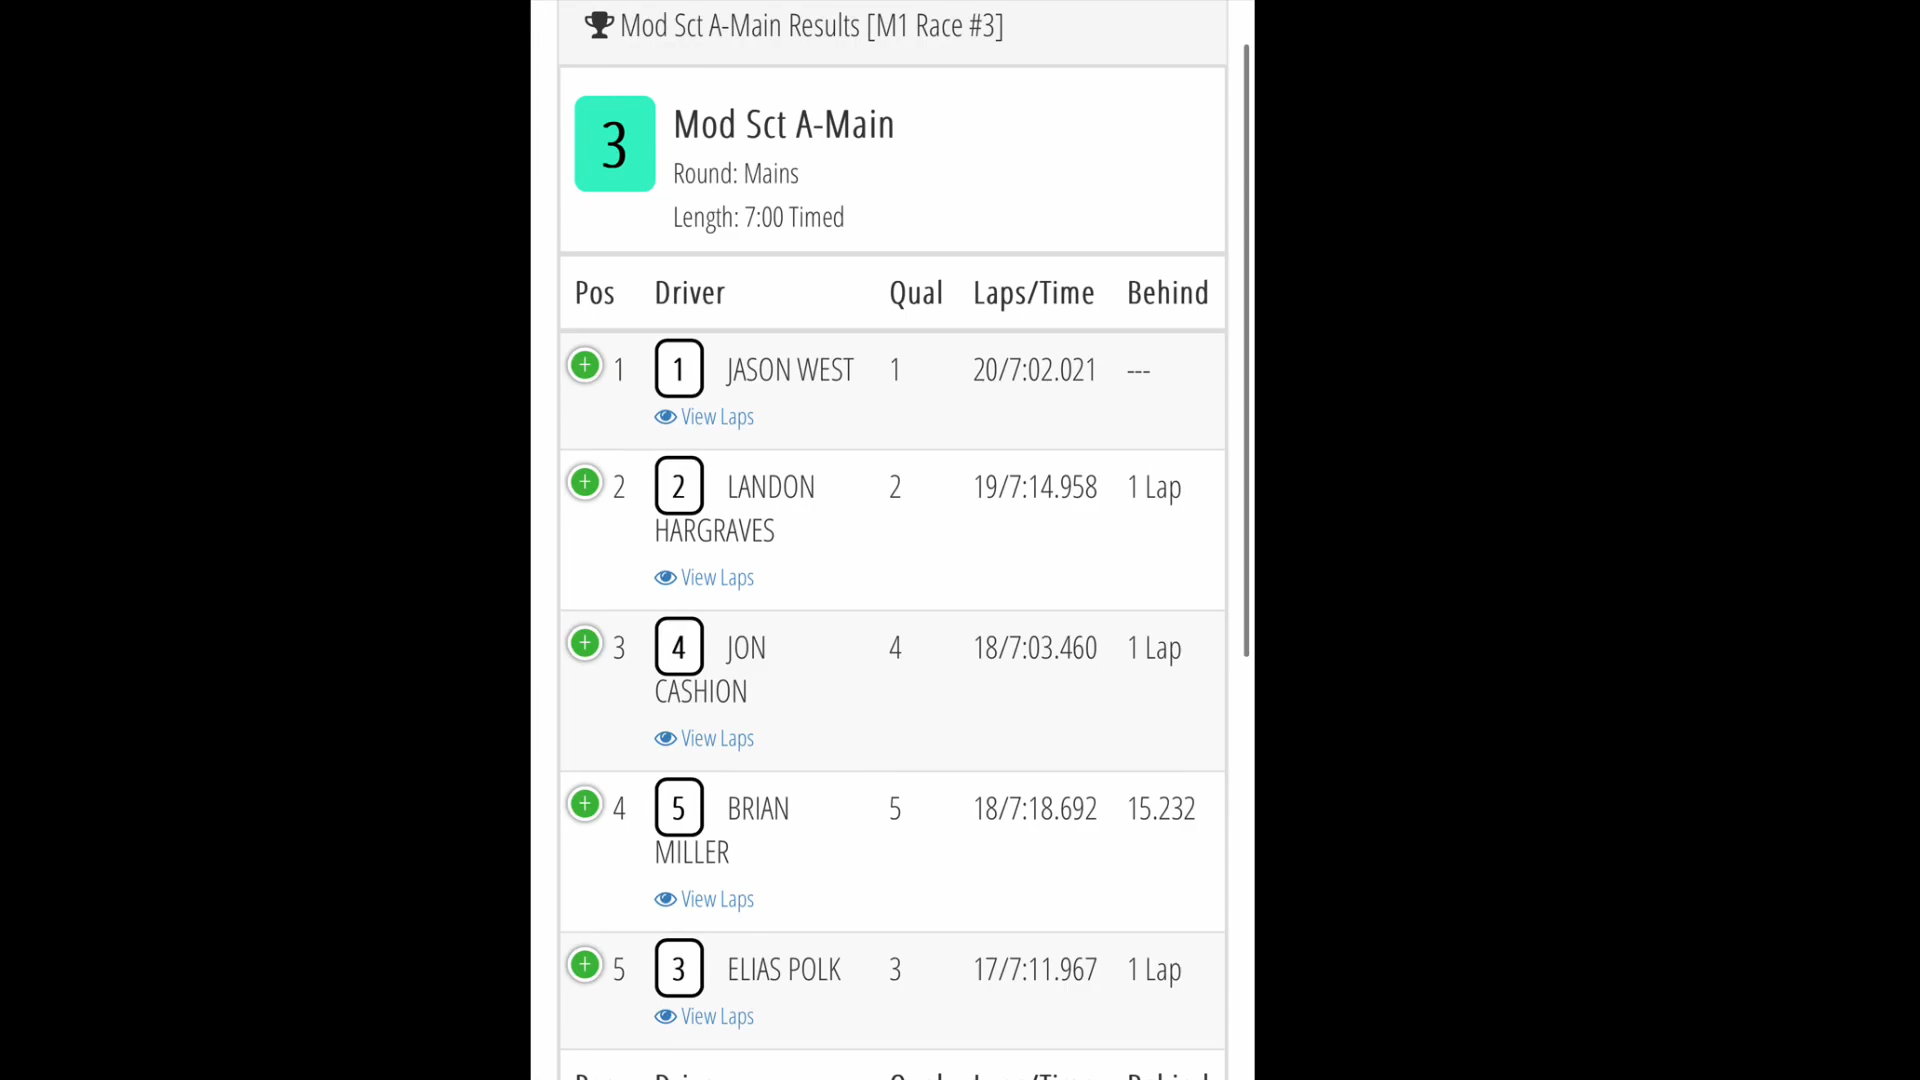 Mod Sct A-Main Results [M1 Race #3]
3
Mod Sct A-Main
Round: Mains
Length: 7:00 Timed
Pos Driver Qual Laps/Time Behind
1 1 JASON WEST 1 20/7:02.021 ---
View Laps
2 2 LANDON 2 19/7:14.958 1 Lap
HARGRAVES
View Laps
3 4 JON 4 18/7:03.460 1 Lap
CASHION
View Laps
4 5 BRIAN 5 18/7:18.692 15.232
MILLER
View Laps
5 3 ELIAS POLK 3 17/7:11.967 1 Lap
View Laps